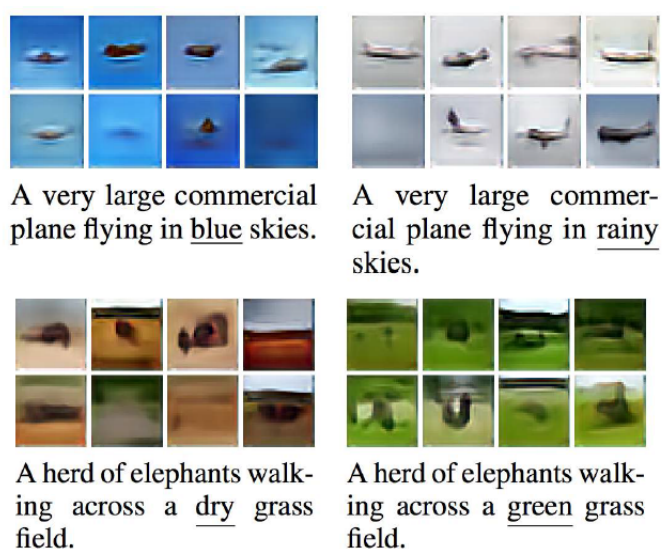 A very large commercial
plane flying in blue skies.
A very large commer-
cial plane flying in rainy
skies.
A herd of elephants walk-
ing across a dry grass
field.
A herd of elephants walk-
ing across a green grass
field.